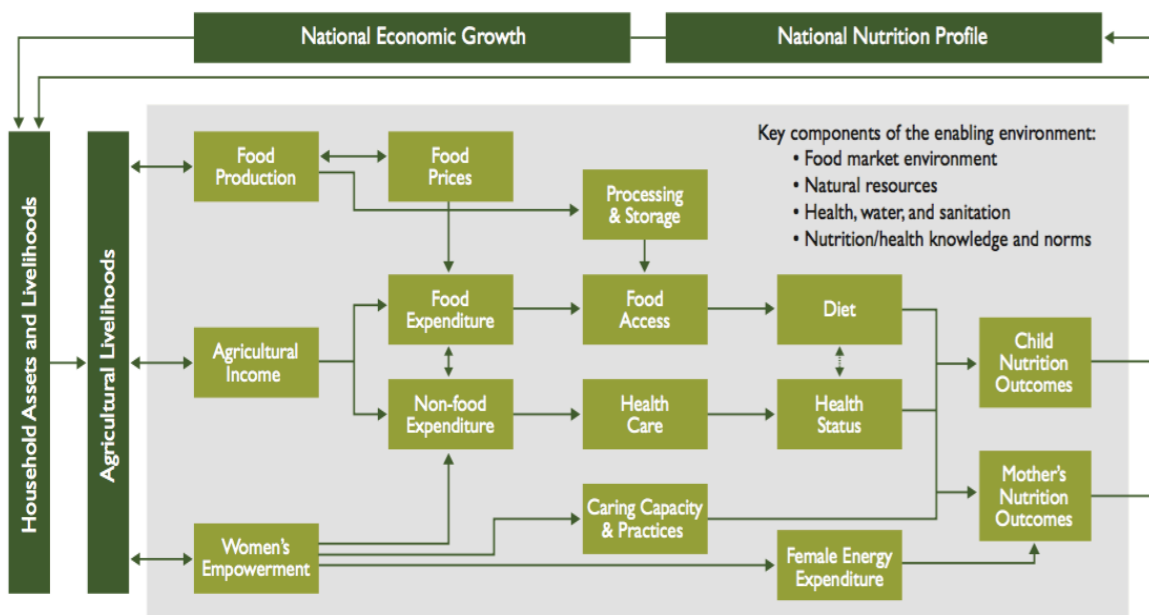 National Economic Growth
National Nutrition Profile
Household Assets and Livelihoods
Agricultural Livelihoods
Key components of the enabling environment:
• Food market environment
• Natural resources
• Health, water, and sanitation
• Nutrition/health knowledge and norms
Food
Production
Food
Prices
Processing
& Storage
Food
Expenditure
Food
Access
Diet
Agricultural
Income
Child
Nutrition
Outcomes
Non-food
Expenditure
Health
Care
Health
Status
Mother's
Nutrition
Outcomes
Caring Capacity
& Practices
Women's
Empowerment
Female Energy
Expenditure